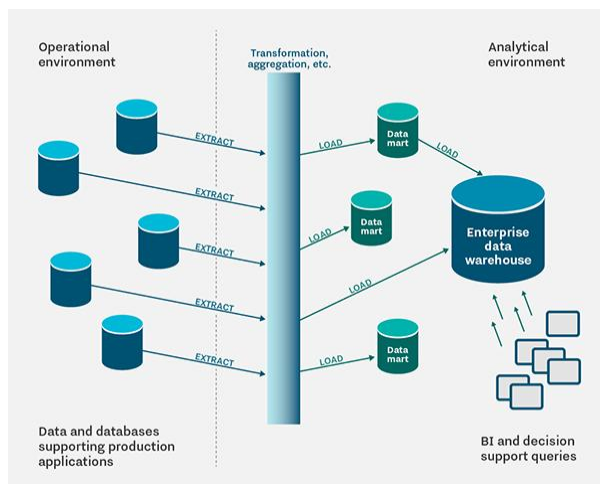 Operational
environment
Transformation,
aggregation, etc.
Analytical
environment
EXTRACT
LOAD
Data
mart
LOAD
EXTRACT
Data
mart
LOAD
Enterprise
data
warehouse
EXTRACT
LOAD
EXTRACT
LOAD
Data
mart
EXTRACT
Data and databases
supporting production
applications
BI and decision
support queries